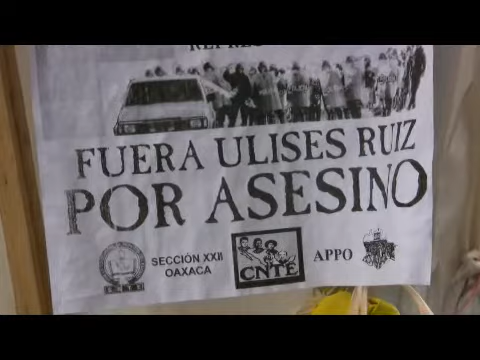 FUERA ULISES RUIZ
POR ASESINO
SECCIÓN XXII
OAXACA
CNTE
APPO